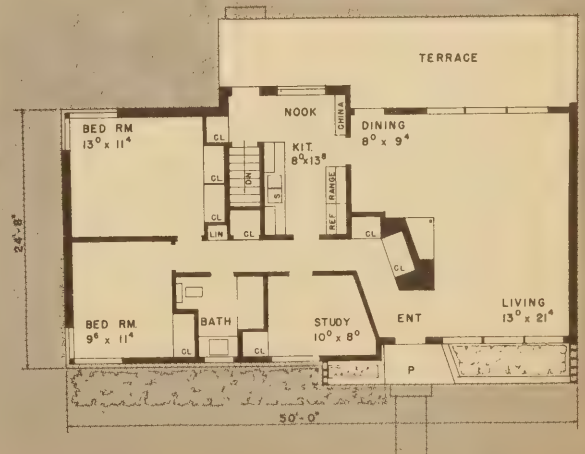 TERRACE
NOOK
CHINA
DINING
8⁰ x 9⁴
BED RM.
13⁰ x 11⁴
CL
KIT.
8⁰ x 13⁸
DN
CL
S
RANGE
REF
CL
LIN
CL
CL
CL
24'-8"
BED RM.
9⁶ x 11⁴
BATH
STUDY
10⁰ x 8⁰
ENT
LIVING
13⁰ x 21⁴
CL
CL
P
50'-0"